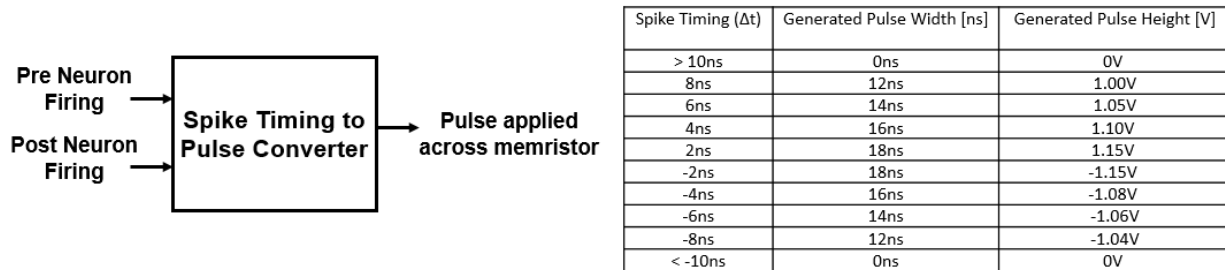 Pre Neuron
Firing
Post Neuron
Firing
Spike Timing to
Pulse Converter
Pulse applied
across memristor
Spike Timing (Δt) Generated Pulse Width [ns] Generated Pulse Height [V]
> 10ns 0ns 0V
8ns 12ns 1.00V
6ns 14ns 1.05V
4ns 16ns 1.10V
2ns 18ns 1.15V
-2ns 18ns -1.15V
-4ns 16ns -1.08V
-6ns 14ns -1.06V
-8ns 12ns -1.04V
< -10ns 0ns 0V